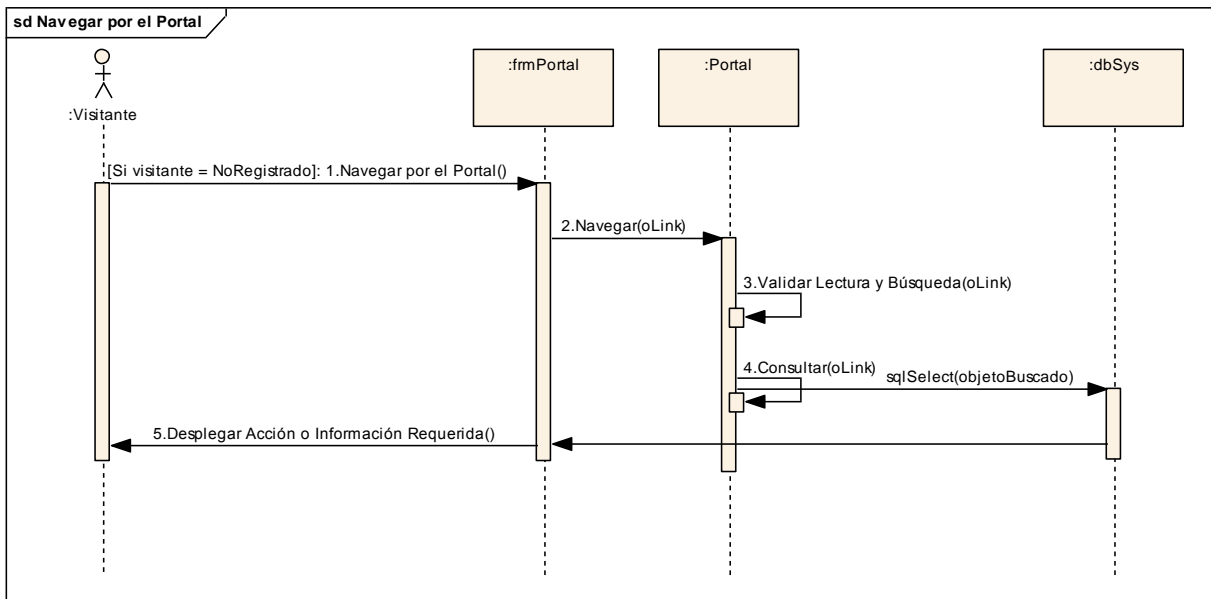 sd Navegar por el Portal
:Visitante
:frmPortal
:Portal
:dbSys
[Si visitante = NoRegistrado]: 1.Navegar por el Portal()
2.Navegar(oLink)
3.Validar Lectura y Búsqueda(oLink)
4.Consultar(oLink)
sqlSelect(objetoBuscado)
5.Desplegar Acción o Información Requerida()